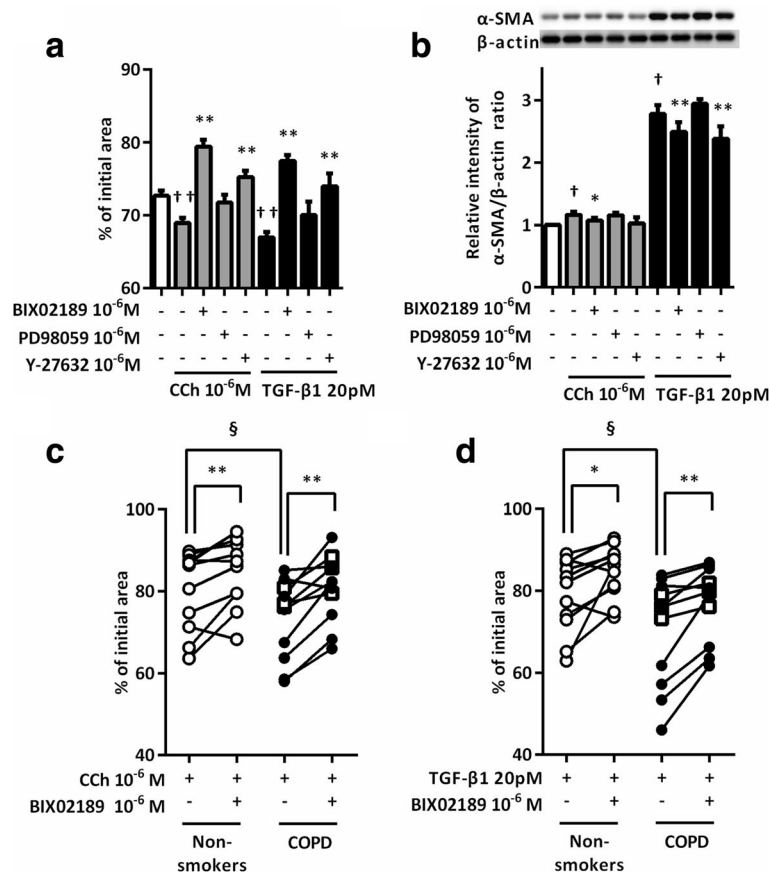 a
% of initial area
90
80
70
60
††
**
**
††
**
**
BIX02189 10⁻⁶M - - + - - - + - -
PD98059 10⁻⁶M - - - + - - - + -
Y-27632 10⁻⁶M - - - - + - - - +
CCh 10⁻⁶M TGF-β1 20pM
b
α-SMA
β-actin
Relative intensity of
α-SMA/β-actin ratio
3
2
1
0
†
*
†
**
**
BIX02189 10⁻⁶M - - + - - - + - -
PD98059 10⁻⁶M - - - + - - - + -
Y-27632 10⁻⁶M - - - - + - - - +
CCh 10⁻⁶M TGF-β1 20pM
c
§
**
**
% of initial area
100
80
60
40
CCh 10⁻⁶ M + + + +
BIX02189 10⁻⁶ M - + - +
Non-
smokers
COPD
d
§
*
**
% of initial area
100
80
60
40
TGF-β1 20pM + + + +
BIX02189 10⁻⁶ M - + - +
Non-
smokers
COPD